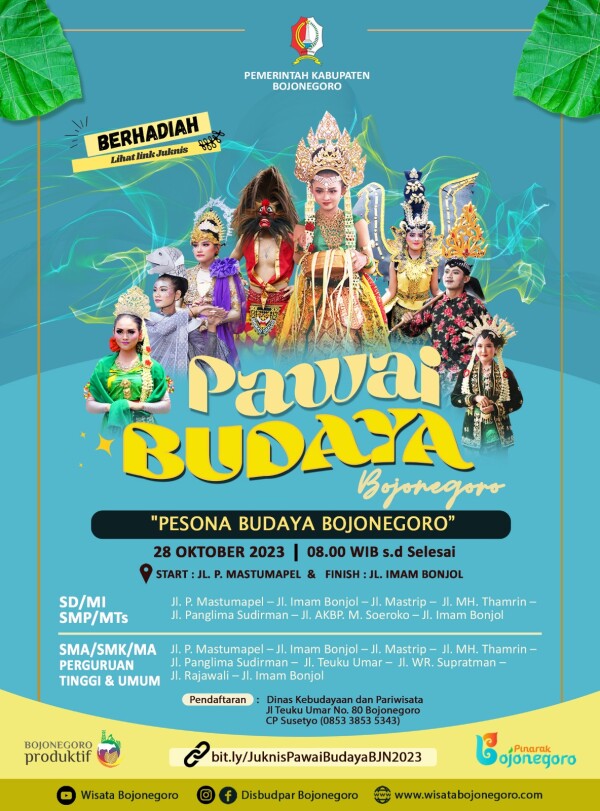 PEMERINTAH KABUPATEN
BOJONEGORO
BERHADIAH
Lihat link Juknis
Pawai
BUDAYA
Bojonegoro
"PESONA BUDAYA BOJONEGORO"
28 OKTOBER 2023 | 08.00 WIB s.d Selesai
START : JL. P. MASTUMAPEL & FINISH : JL. IMAM BONJOL
SD/MI
SMP/MTs
Jl. P. Mastumapel – Jl. Imam Bonjol – Jl. Mastrip – Jl. MH. Thamrin –
Jl. Panglima Sudirman – Jl. AKBP. M. Soeroko – Jl. Imam Bonjol
SMA/SMK/MA
PERGURUAN
TINGGI & UMUM
Jl. P. Mastumapel – Jl. Imam Bonjol – Jl. Mastrip – Jl. MH. Thamrin –
Jl. Panglima Sudirman – Jl. Teuku Umar – Jl. WR. Supratman –
Jl. Rajawali – Jl. Imam Bonjol
Pendaftaran : Dinas Kebudayaan dan Pariwisata
Jl Teuku Umar No. 80 Bojonegoro
CP Susetyo (0853 3853 5343)
BOJONEGORO
produktif
bit.ly/JuknisPawaiBudayaBJN2023
Pinarak
Bojonegoro
Wisata Bojonegoro
Disbudpar Bojonegoro
www.wisatabojonegoro.com